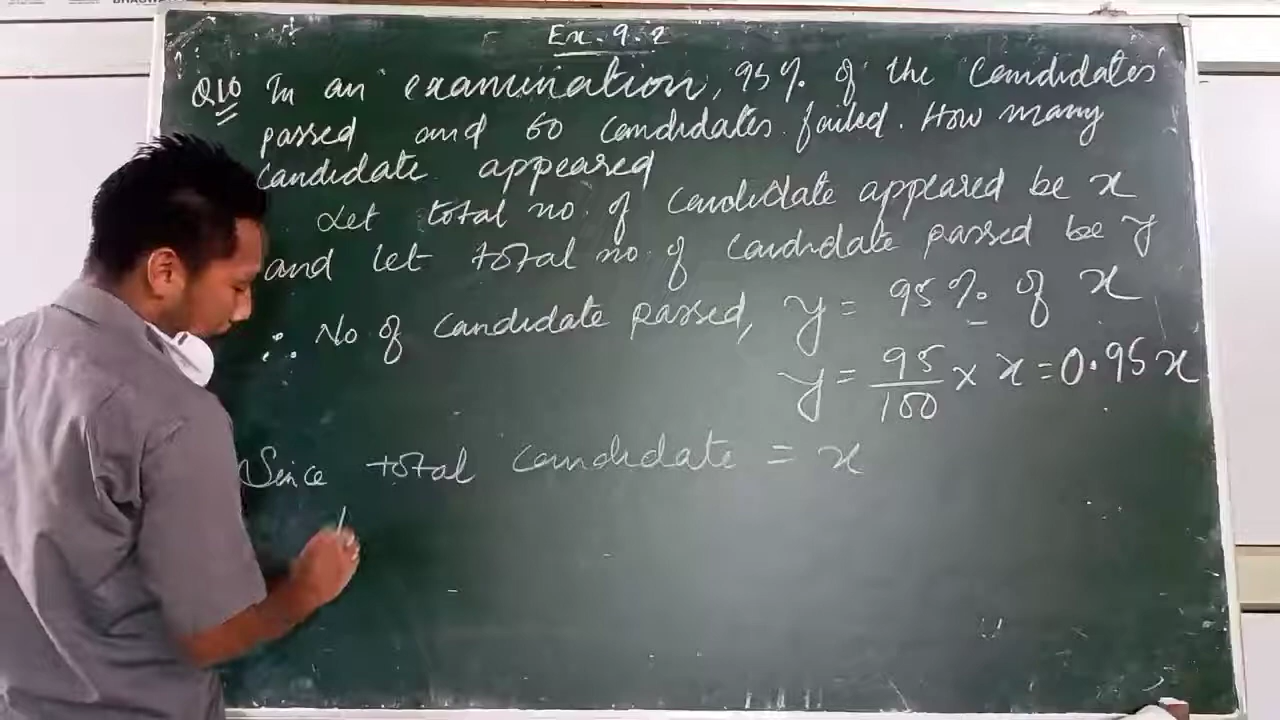 Ex. 9.2
Q10 In an examination, 95% of the candidates
passed and 60 candidates failed. How many
candidate appeared
Let total no. of candidate appeared be x
and let total no. of candidate passed be y
∴ No of candidate passed, y = 95% of x
y = 95/100 × x = 0.95x
Since total candidate = x